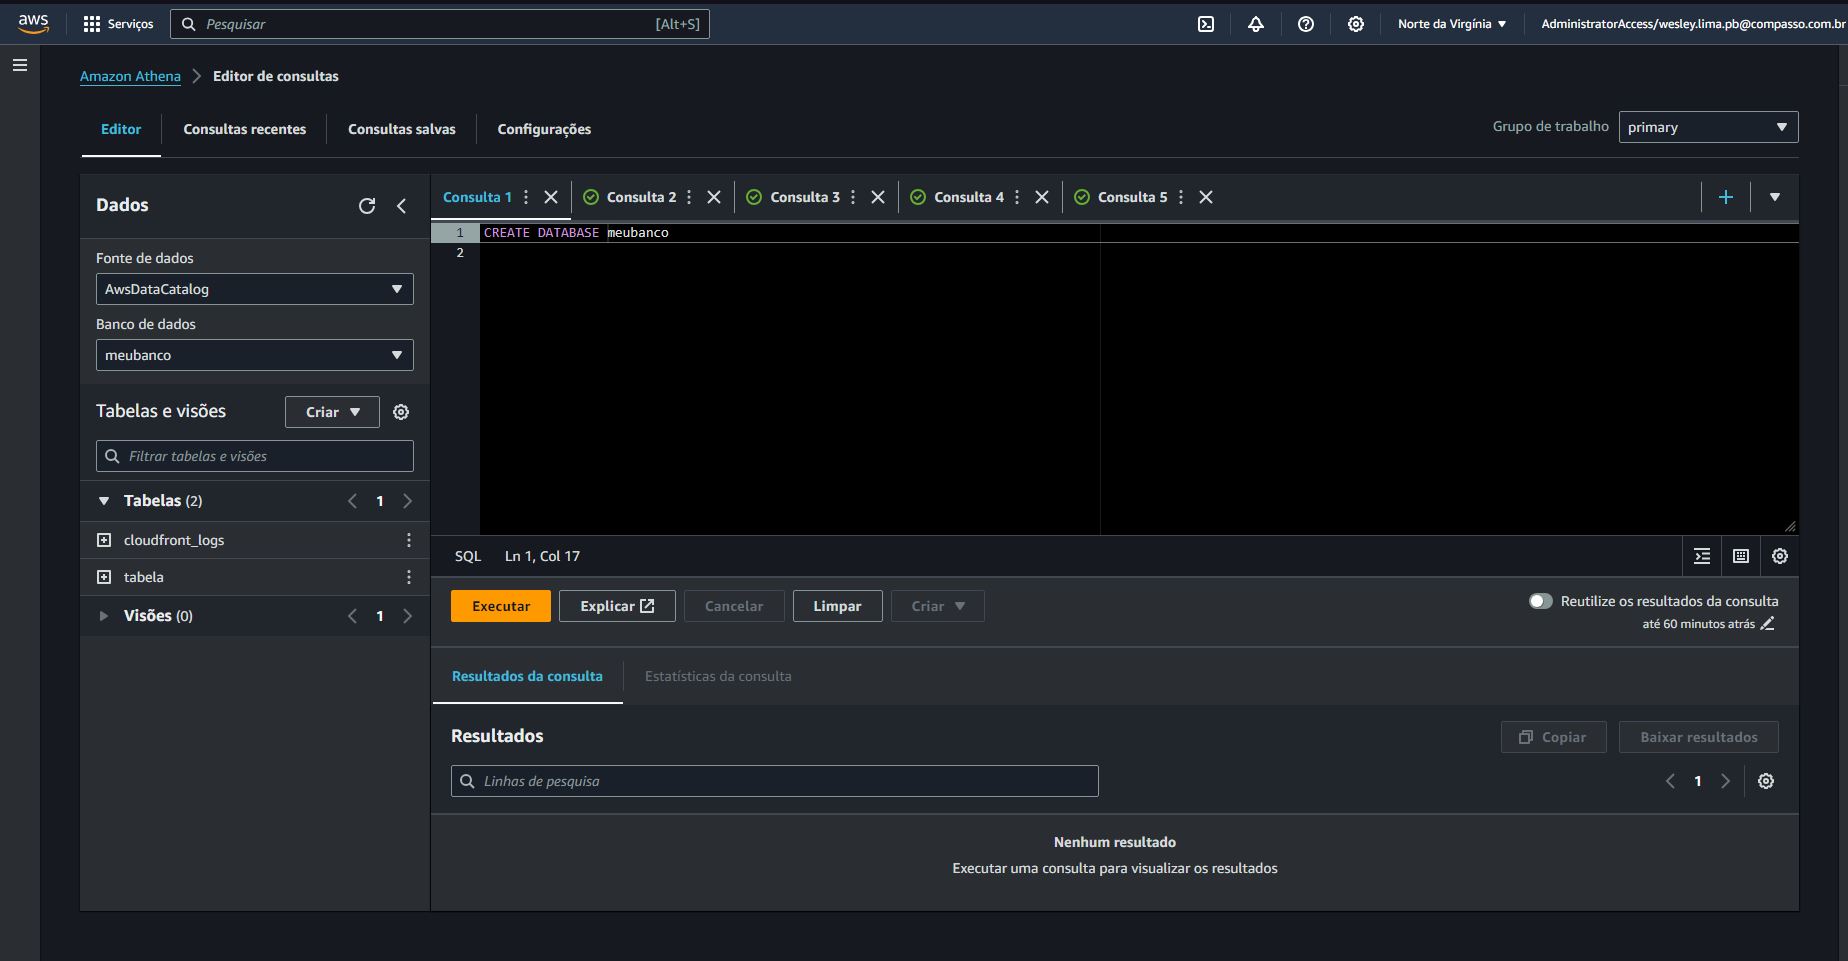 aws Serviços Pesquisar [Alt+S] Norte da Virgínia AdministratorAccess/wesley.lima.pb@compasso.com.br
Amazon Athena Editor de consultas
Editor Consultas recentes Consultas salvas Configurações Grupo de trabalho primary
Dados
Fonte de dados
AwsDataCatalog
Banco de dados
meubanco
Tabelas e visões Criar
Filtrar tabelas e visões
Tabelas (2) 1
cloudfront_logs
tabela
Visões (0) 1
Consulta 1 Consulta 2 Consulta 3 Consulta 4 Consulta 5
1 CREATE DATABASE meubanco
2
SQL Ln 1, Col 17
Executar Explicar Cancelar Limpar Criar Reutilize os resultados da consulta
até 60 minutos atrás
Resultados da consulta Estatísticas da consulta
Resultados Copiar Baixar resultados
Linhas de pesquisa 1
Nenhum resultado
Executar uma consulta para visualizar os resultados